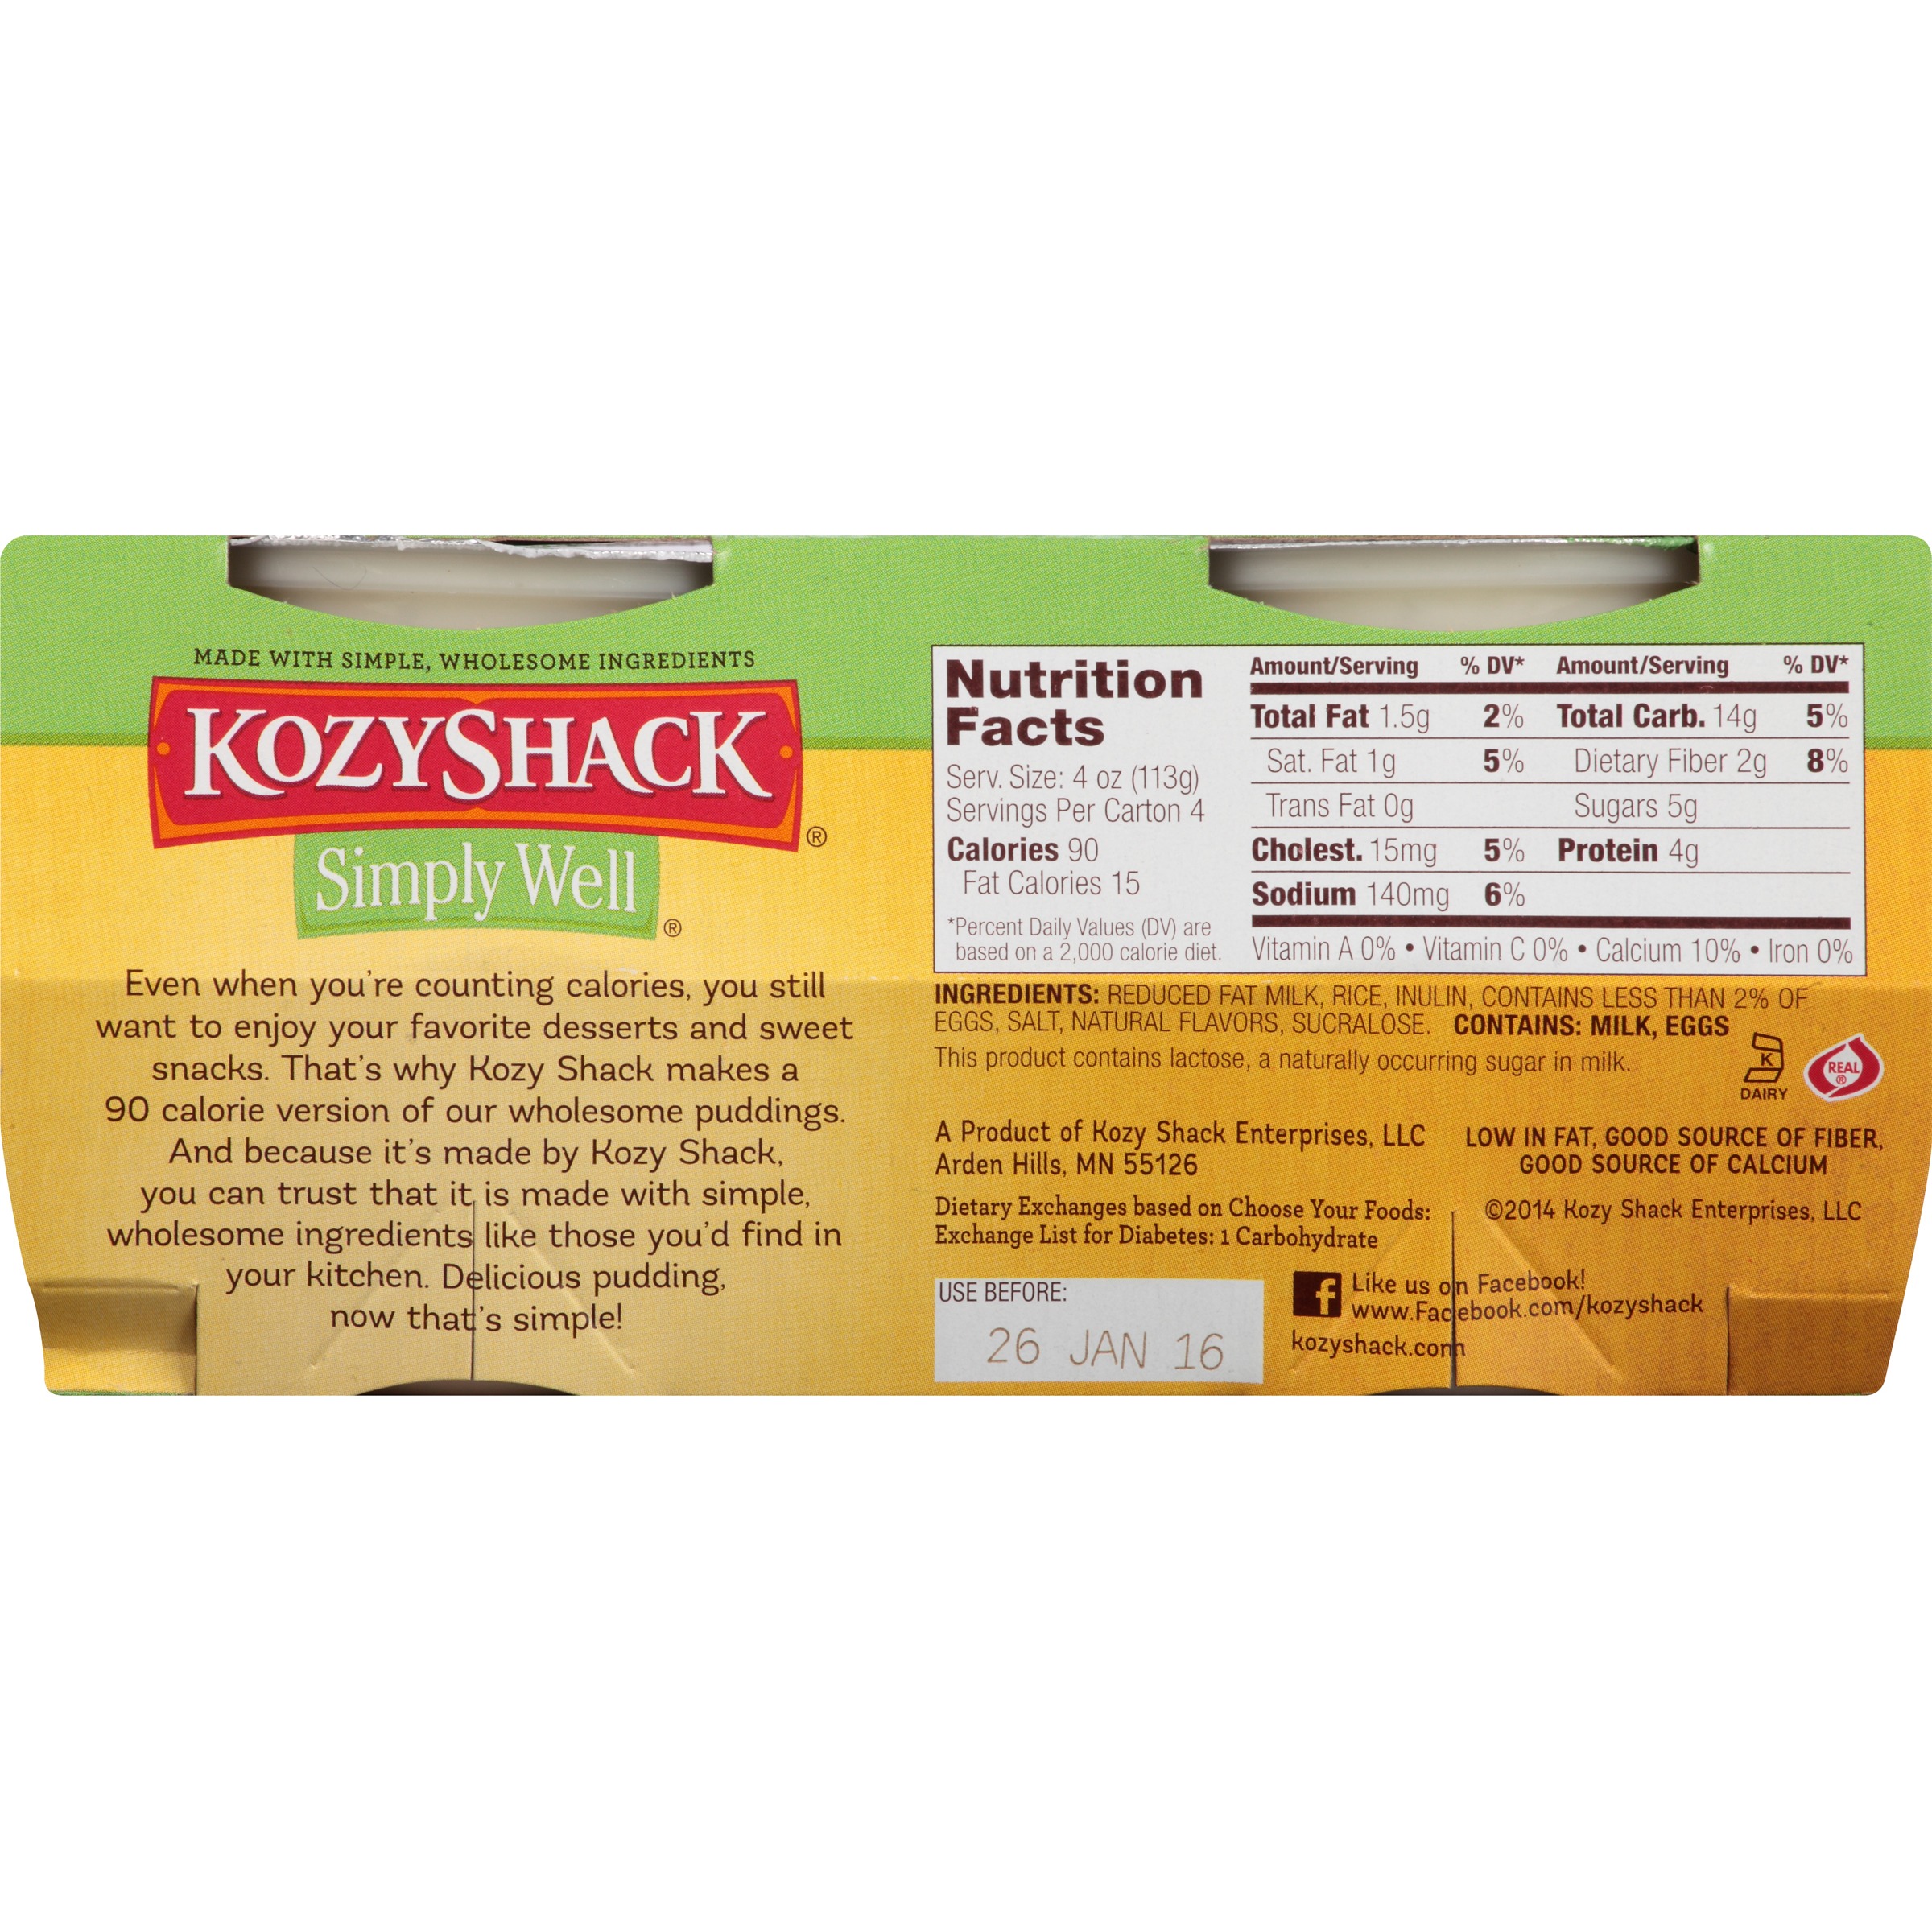 MADE WITH SIMPLE, WHOLESOME INGREDIENTS
KOZYSHACK®
Simply Well®
Even when you're counting calories, you still
want to enjoy your favorite desserts and sweet
snacks. That's why Kozy Shack makes a
90 calorie version of our wholesome puddings.
And because it's made by Kozy Shack,
you can trust that it is made with simple,
wholesome ingredients like those you'd find in
your kitchen. Delicious pudding,
now that's simple!
Nutrition
Facts
Serv. Size: 4 oz (113g)
Servings Per Carton 4
Calories 90
Fat Calories 15
*Percent Daily Values (DV) are
based on a 2,000 calorie diet.
Amount/Serving % DV* Amount/Serving % DV*
Total Fat 1.5g 2% Total Carb. 14g 5%
Sat. Fat 1g 5% Dietary Fiber 2g 8%
Trans Fat 0g Sugars 5g
Cholest. 15mg 5% Protein 4g
Sodium 140mg 6%
Vitamin A 0% • Vitamin C 0% • Calcium 10% • Iron 0%
INGREDIENTS: REDUCED FAT MILK, RICE, INULIN, CONTAINS LESS THAN 2% OF
EGGS, SALT, NATURAL FLAVORS, SUCRALOSE. CONTAINS: MILK, EGGS
This product contains lactose, a naturally occurring sugar in milk.
K
DAIRY
REAL
®
A Product of Kozy Shack Enterprises, LLC
Arden Hills, MN 55126
LOW IN FAT, GOOD SOURCE OF FIBER,
GOOD SOURCE OF CALCIUM
Dietary Exchanges based on Choose Your Foods:
Exchange List for Diabetes: 1 Carbohydrate
©2014 Kozy Shack Enterprises, LLC
USE BEFORE:
26 JAN 16
f
Like us on Facebook!
www.Facebook.com/kozyshack
kozyshack.com